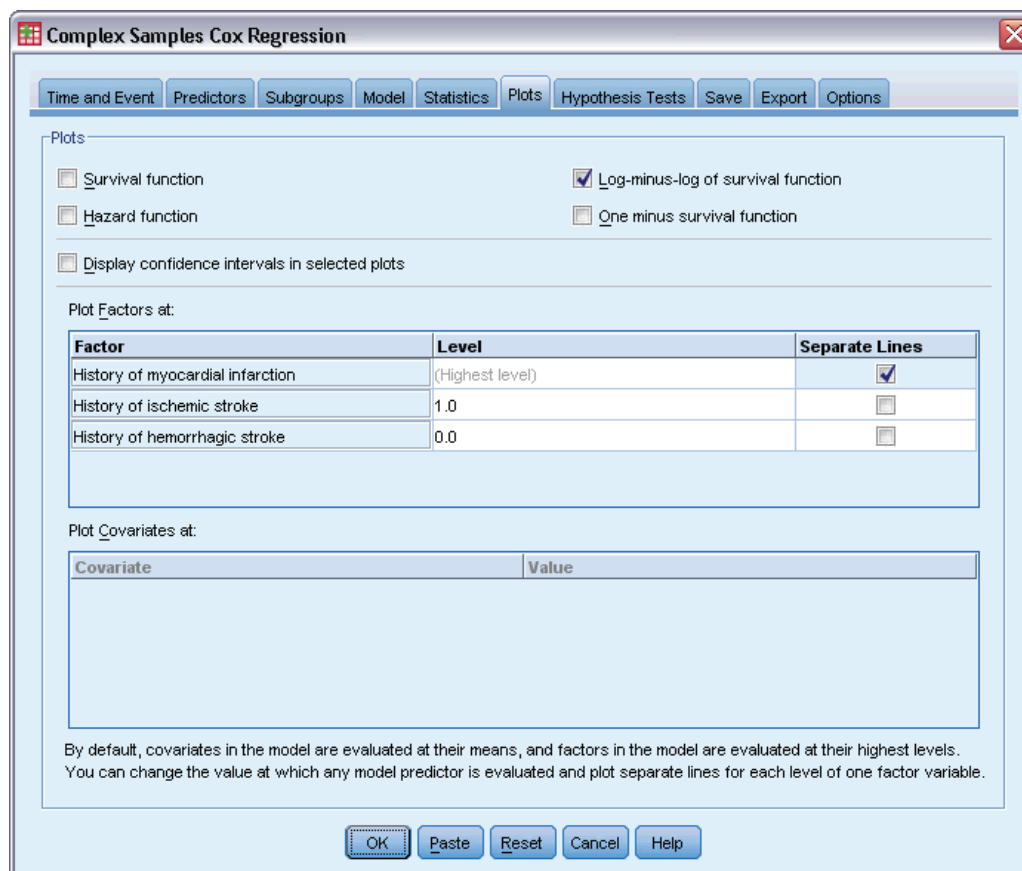 Complex Samples Cox Regression
Time and Event Predictors Subgroups Model Statistics Plots Hypothesis Tests Save Export Options
Plots
Survival function Log-minus-log of survival function
Hazard function One minus survival function
Display confidence intervals in selected plots
Plot Factors at:
Factor Level Separate Lines
History of myocardial infarction (Highest level)
History of ischemic stroke 1.0
History of hemorrhagic stroke 0.0
Plot Covariates at:
Covariate Value
By default, covariates in the model are evaluated at their means, and factors in the model are evaluated at their highest levels.
You can change the value at which any model predictor is evaluated and plot separate lines for each level of one factor variable.
OK Paste Reset Cancel Help